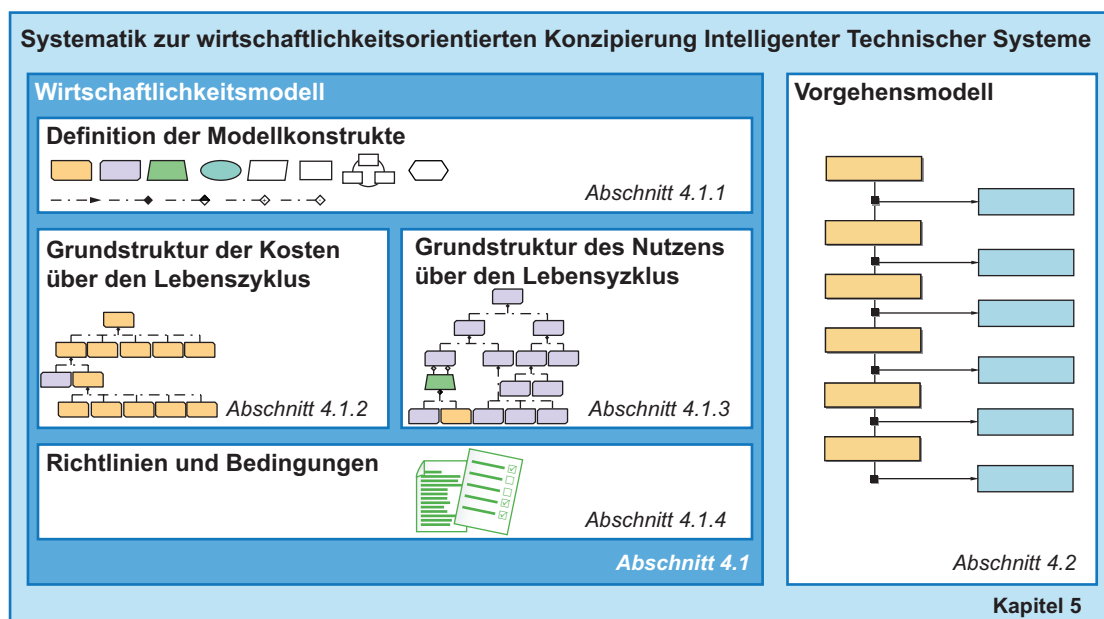 Systematik zur wirtschaftlichkeitsorientierten Konzipierung Intelligenter Technischer Systeme
Wirtschaftlichkeitsmodell
Definition der Modellkonstrukte
Abschnitt 4.1.1
Grundstruktur der Kosten
über den Lebenszyklus
Abschnitt 4.1.2
Grundstruktur des Nutzens
über den Lebensyzklus
Abschnitt 4.1.3
Richtlinien und Bedingungen
Abschnitt 4.1.4
Abschnitt 4.1
Vorgehensmodell
Abschnitt 4.2
Kapitel 5